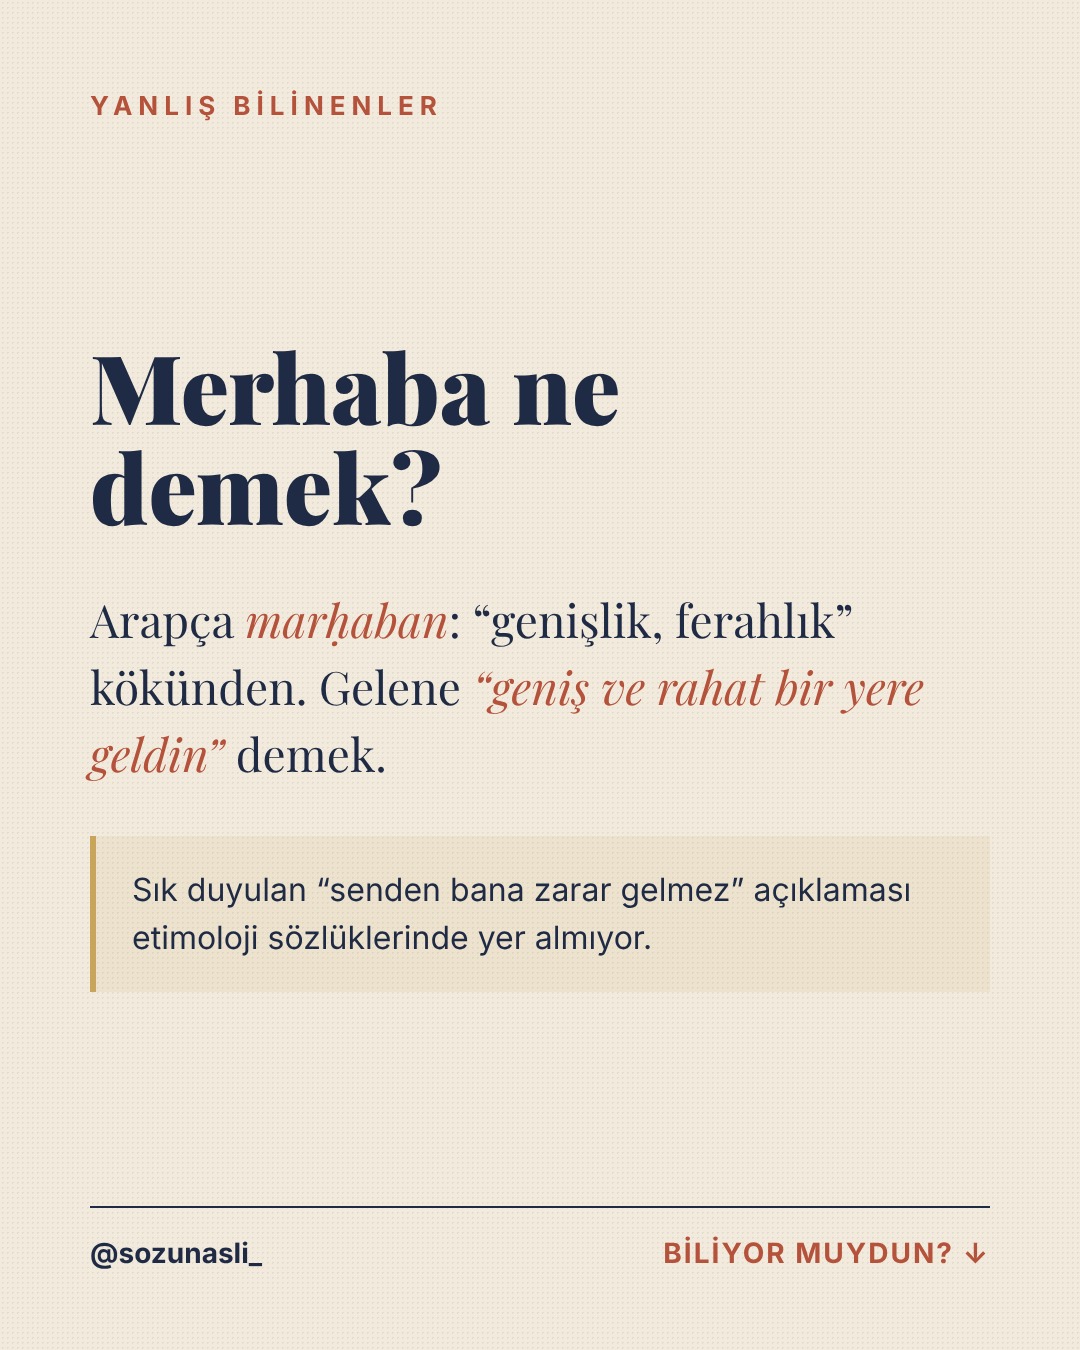 YANLIŞ BİLİNENLER
Merhaba ne
demek?
Arapça marḥaban: “genişlik, ferahlık”
kökünden. Gelene “geniş ve rahat bir yere
geldin” demek.
Sık duyulan “senden bana zarar gelmez” açıklaması
etimoloji sözlüklerinde yer almıyor.
@sozunasli_
BİLİYOR MUYDUN? ↓